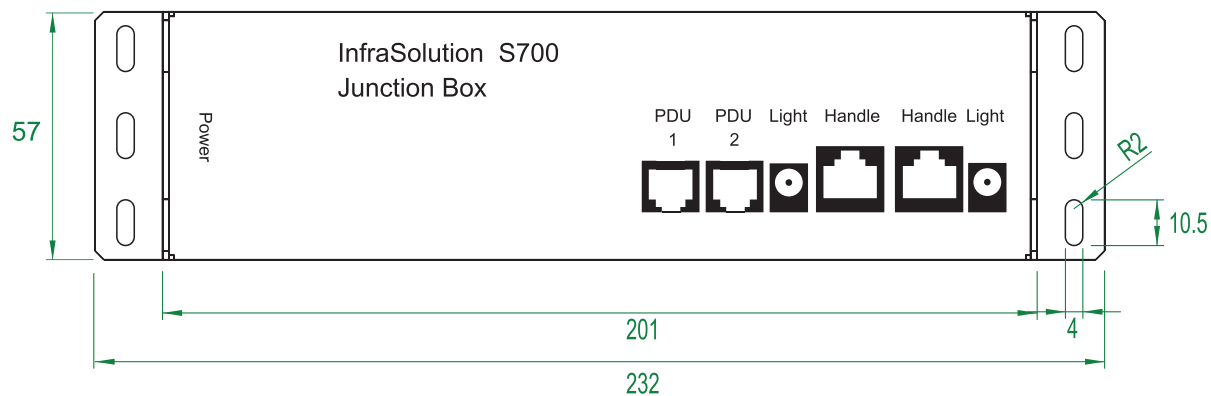 InfraSolution S700
Junction Box
Power
PDU 1
PDU 2
Light
Handle
Handle
Light
57
R2
10.5
4
201
232